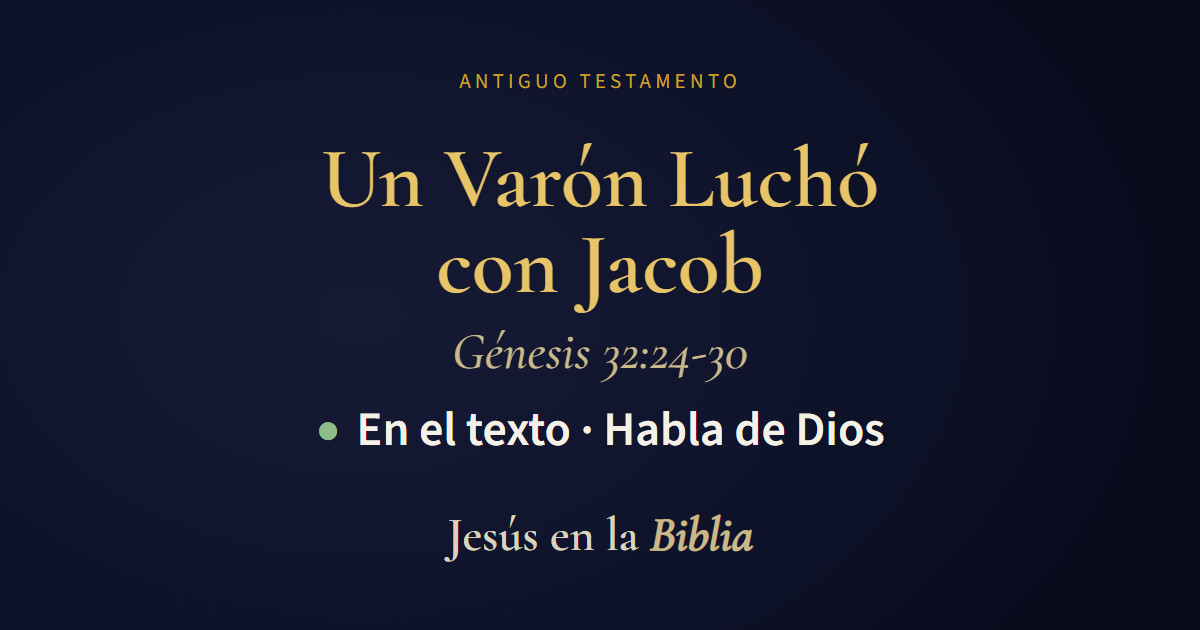 ANTIGUO TESTAMENTO
Un Varón Luchó
con Jacob
Génesis 32:24-30
• En el texto · Habla de Dios
Jesús en la Biblia